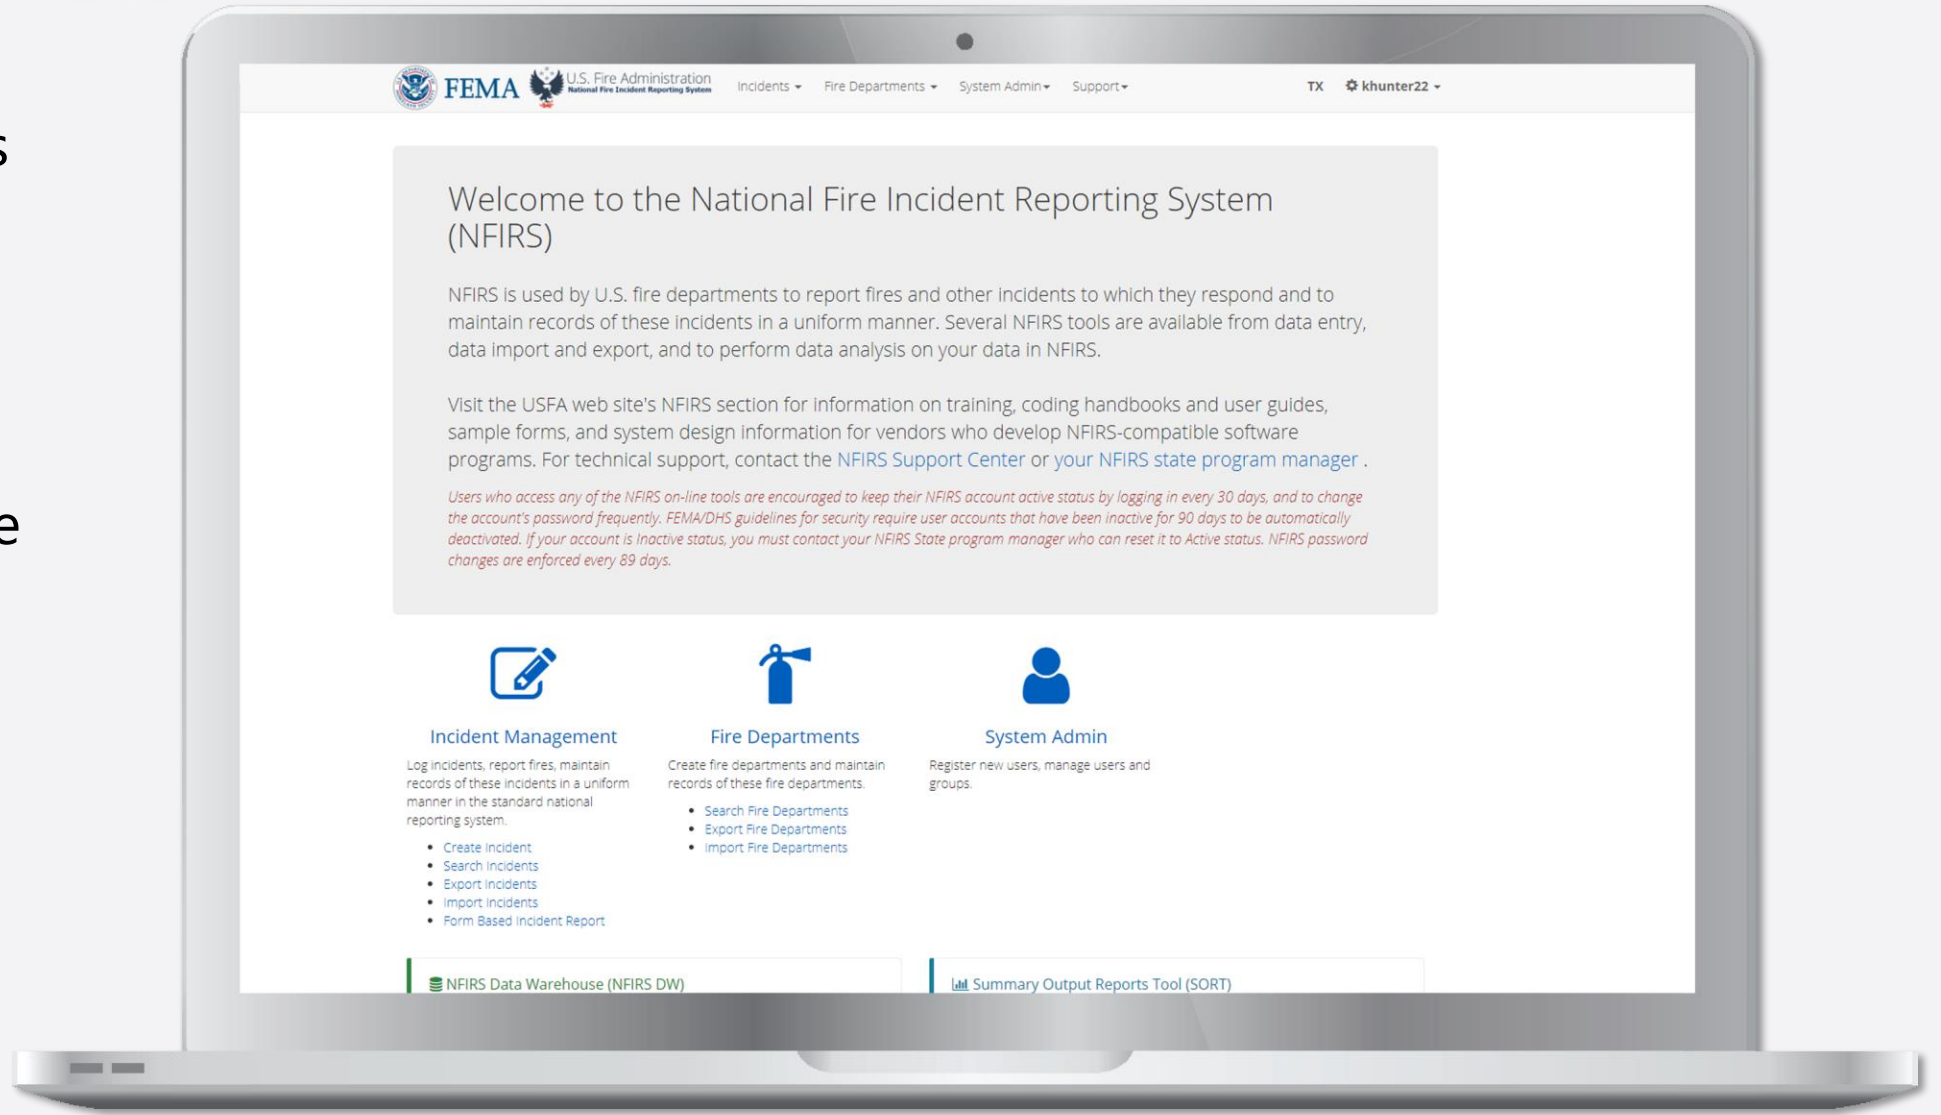 s
e
FEMA
U.S. Fire Administration
National Fire Incident Reporting System
Incidents Fire Departments System Admin Support TX khunter22
Welcome to the National Fire Incident Reporting System
(NFIRS)
NFIRS is used by U.S. fire departments to report fires and other incidents to which they respond and to
maintain records of these incidents in a uniform manner. Several NFIRS tools are available from data entry,
data import and export, and to perform data analysis on your data in NFIRS.
Visit the USFA web site's NFIRS section for information on training, coding handbooks and user guides,
sample forms, and system design information for vendors who develop NFIRS-compatible software
programs. For technical support, contact the NFIRS Support Center or your NFIRS state program manager .
Users who access any of the NFIRS on-line tools are encouraged to keep their NFIRS account active status by logging in every 30 days, and to change
the account's password frequently. FEMA/DHS guidelines for security require user accounts that have been inactive for 90 days to be automatically
deactivated. If your account is Inactive status, you must contact your NFIRS State program manager who can reset it to Active status. NFIRS password
changes are enforced every 89 days.
Incident Management
Log incidents, report fires, maintain
records of these incidents in a uniform
manner in the standard national
reporting system.
• Create Incident
• Search Incidents
• Export Incidents
• Import Incidents
• Form Based Incident Report
Fire Departments
Create fire departments and maintain
records of these fire departments.
• Search Fire Departments
• Export Fire Departments
• Import Fire Departments
System Admin
Register new users, manage users and
groups.
NFIRS Data Warehouse (NFIRS DW)
Summary Output Reports Tool (SORT)